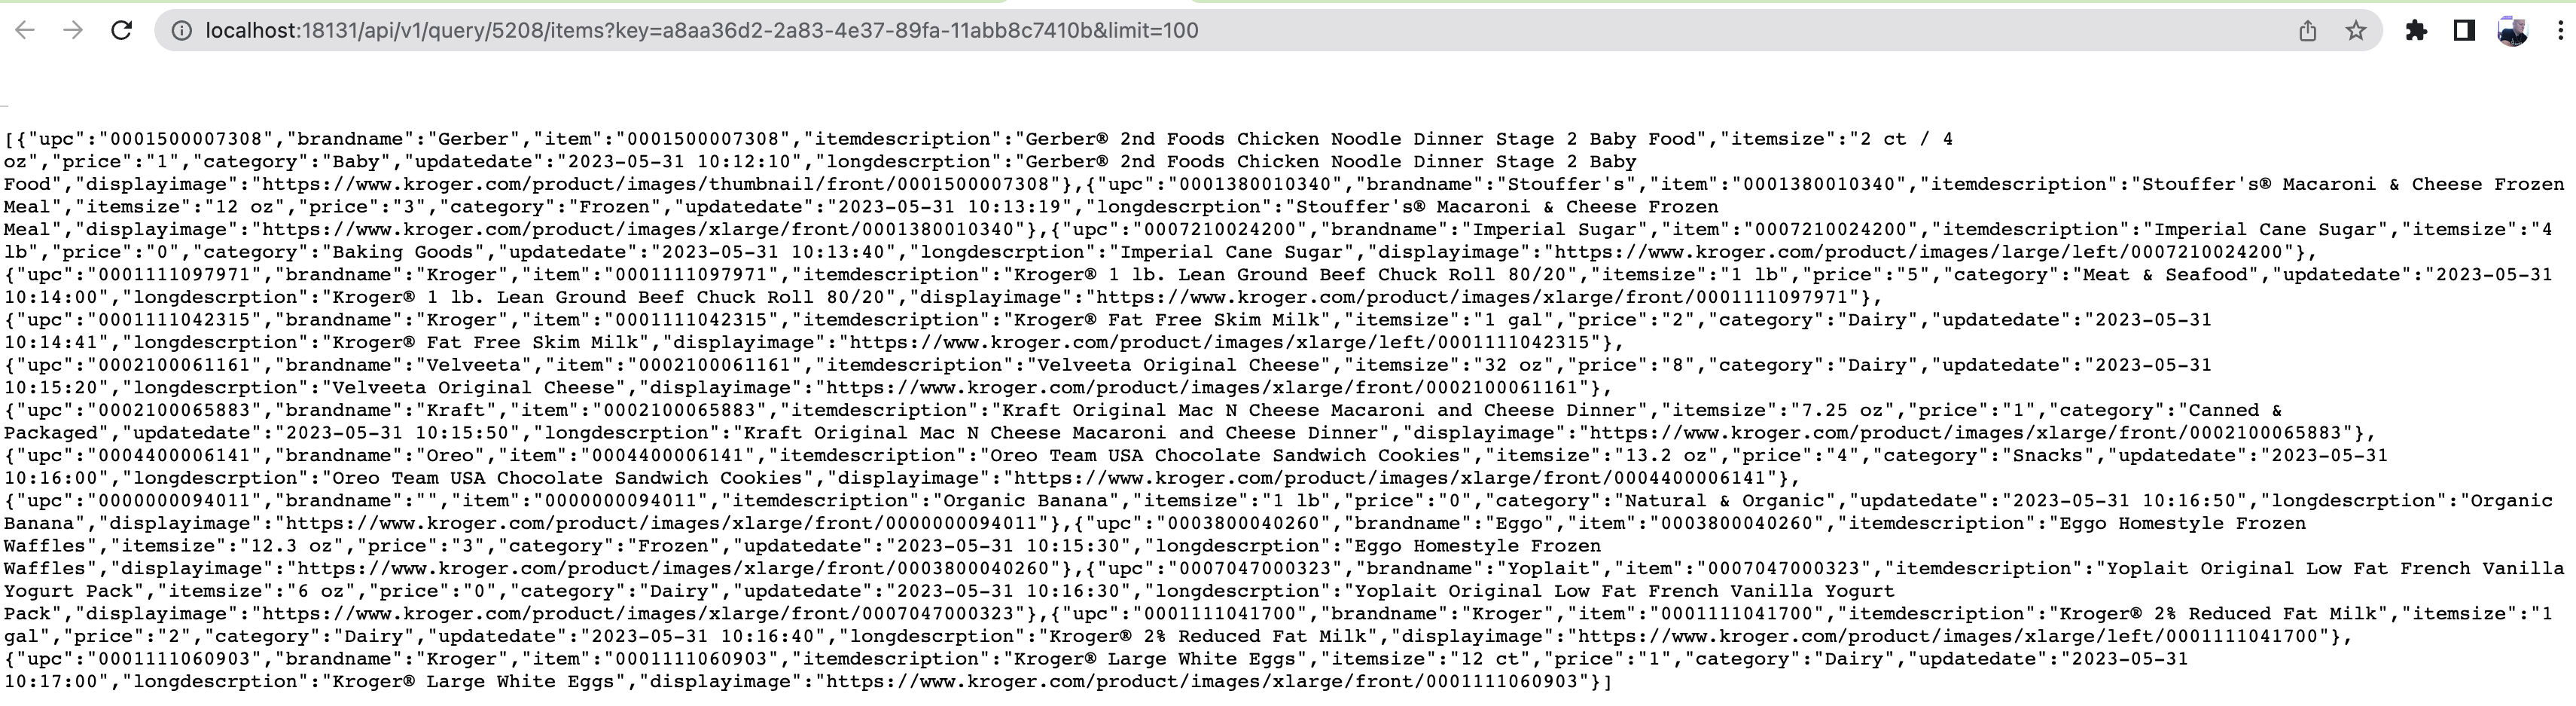 localhost:18131/api/v1/query/5208/items?key=a8aa36d2-2a83-4e37-89fa-11abb8c7410b&limit=100
[{"upc":"0001500007308","brandname":"Gerber","item":"0001500007308","itemdescription":"Gerber® 2nd Foods Chicken Noodle Dinner Stage 2 Baby Food","itemsize":"2 ct / 4
oz","price":"1","category":"Baby","updatedate":"2023-05-31 10:12:10","longdescrption":"Gerber® 2nd Foods Chicken Noodle Dinner Stage 2 Baby
Food","displayimage":"https://www.kroger.com/product/images/thumbnail/front/0001500007308"},{"upc":"0001380010340","brandname":"Stouffer's","item":"0001380010340","itemdescription":"Stouffer's® Macaroni & Cheese Frozen
Meal","itemsize":"12 oz","price":"3","category":"Frozen","updatedate":"2023-05-31 10:13:19","longdescrption":"Stouffer's® Macaroni & Cheese Frozen
Meal","displayimage":"https://www.kroger.com/product/images/xlarge/front/0001380010340"},{"upc":"0007210024200","brandname":"Imperial Sugar","item":"0007210024200","itemdescription":"Imperial Cane Sugar","itemsize":"4
lb","price":"0","category":"Baking Goods","updatedate":"2023-05-31 10:13:40","longdescrption":"Imperial Cane Sugar","displayimage":"https://www.kroger.com/product/images/large/left/0007210024200"},
{"upc":"0001111097971","brandname":"Kroger","item":"0001111097971","itemdescription":"Kroger® 1 lb. Lean Ground Beef Chuck Roll 80/20","itemsize":"1 lb","price":"5","category":"Meat & Seafood","updatedate":"2023-05-31
10:14:00","longdescrption":"Kroger® 1 lb. Lean Ground Beef Chuck Roll 80/20","displayimage":"https://www.kroger.com/product/images/xlarge/front/0001111097971"},
{"upc":"0001111042315","brandname":"Kroger","item":"0001111042315","itemdescription":"Kroger® Fat Free Skim Milk","itemsize":"1 gal","price":"2","category":"Dairy","updatedate":"2023-05-31
10:14:41","longdescrption":"Kroger® Fat Free Skim Milk","displayimage":"https://www.kroger.com/product/images/xlarge/left/0001111042315"},
{"upc":"0002100061161","brandname":"Velveeta","item":"0002100061161","itemdescription":"Velveeta Original Cheese","itemsize":"32 oz","price":"8","category":"Dairy","updatedate":"2023-05-31
10:15:20","longdescrption":"Velveeta Original Cheese","displayimage":"https://www.kroger.com/product/images/xlarge/front/0002100061161"},
{"upc":"0002100065883","brandname":"Kraft","item":"0002100065883","itemdescription":"Kraft Original Mac N Cheese Macaroni and Cheese Dinner","itemsize":"7.25 oz","price":"1","category":"Canned &
Packaged","updatedate":"2023-05-31 10:15:50","longdescrption":"Kraft Original Mac N Cheese Macaroni and Cheese Dinner","displayimage":"https://www.kroger.com/product/images/xlarge/front/0002100065883"},
{"upc":"0004400006141","brandname":"Oreo","item":"0004400006141","itemdescription":"Oreo Team USA Chocolate Sandwich Cookies","itemsize":"13.2 oz","price":"4","category":"Snacks","updatedate":"2023-05-31
10:16:00","longdescrption":"Oreo Team USA Chocolate Sandwich Cookies","displayimage":"https://www.kroger.com/product/images/xlarge/front/0004400006141"},
{"upc":"0000000094011","brandname":"","item":"0000000094011","itemdescription":"Organic Banana","itemsize":"1 lb","price":"0","category":"Natural & Organic","updatedate":"2023-05-31 10:16:50","longdescrption":"Organic
Banana","displayimage":"https://www.kroger.com/product/images/xlarge/front/0000000094011"},{"upc":"0003800040260","brandname":"Eggo","item":"0003800040260","itemdescription":"Eggo Homestyle Frozen
Waffles","itemsize":"12.3 oz","price":"3","category":"Frozen","updatedate":"2023-05-31 10:15:30","longdescrption":"Eggo Homestyle Frozen
Waffles","displayimage":"https://www.kroger.com/product/images/xlarge/front/0003800040260"},{"upc":"0007047000323","brandname":"Yoplait","item":"0007047000323","itemdescription":"Yoplait Original Low Fat French Vanilla
Yogurt Pack","itemsize":"6 oz","price":"0","category":"Dairy","updatedate":"2023-05-31 10:16:30","longdescrption":"Yoplait Original Low Fat French Vanilla Yogurt
Pack","displayimage":"https://www.kroger.com/product/images/xlarge/front/0007047000323"},{"upc":"0001111041700","brandname":"Kroger","item":"0001111041700","itemdescription":"Kroger® 2% Reduced Fat Milk","itemsize":"1
gal","price":"2","category":"Dairy","updatedate":"2023-05-31 10:16:40","longdescrption":"Kroger® 2% Reduced Fat Milk","displayimage":"https://www.kroger.com/product/images/xlarge/left/0001111041700"},
{"upc":"0001111060903","brandname":"Kroger","item":"0001111060903","itemdescription":"Kroger® Large White Eggs","itemsize":"12 ct","price":"1","category":"Dairy","updatedate":"2023-05-31
10:17:00","longdescrption":"Kroger® Large White Eggs","displayimage":"https://www.kroger.com/product/images/xlarge/front/0001111060903"}]